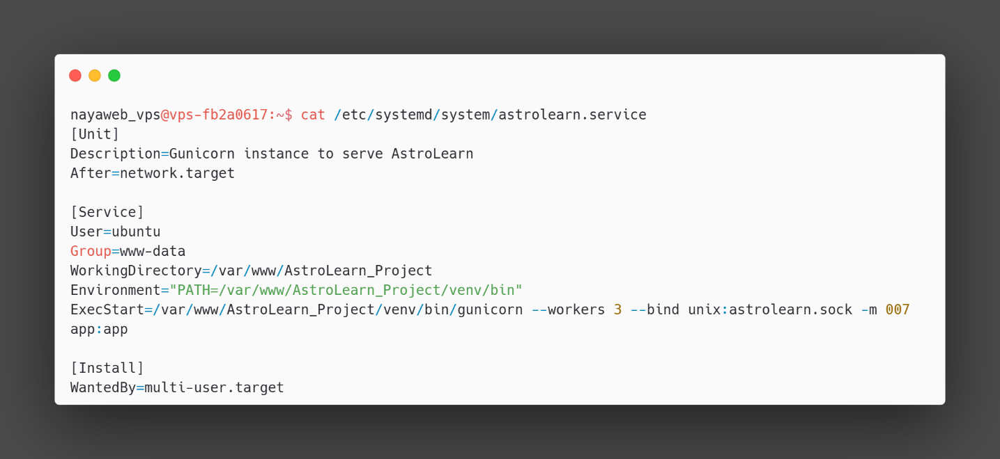 nayaweb_vps@vps-fb2a0617:~$ cat /etc/systemd/system/astrolearn.service
[Unit]
Description=Gunicorn instance to serve AstroLearn
After=network.target

[Service]
User=ubuntu
Group=www-data
WorkingDirectory=/var/www/AstroLearn_Project
Environment="PATH=/var/www/AstroLearn_Project/venv/bin"
ExecStart=/var/www/AstroLearn_Project/venv/bin/gunicorn --workers 3 --bind unix:astrolearn.sock -m 007
app:app

[Install]
WantedBy=multi-user.target